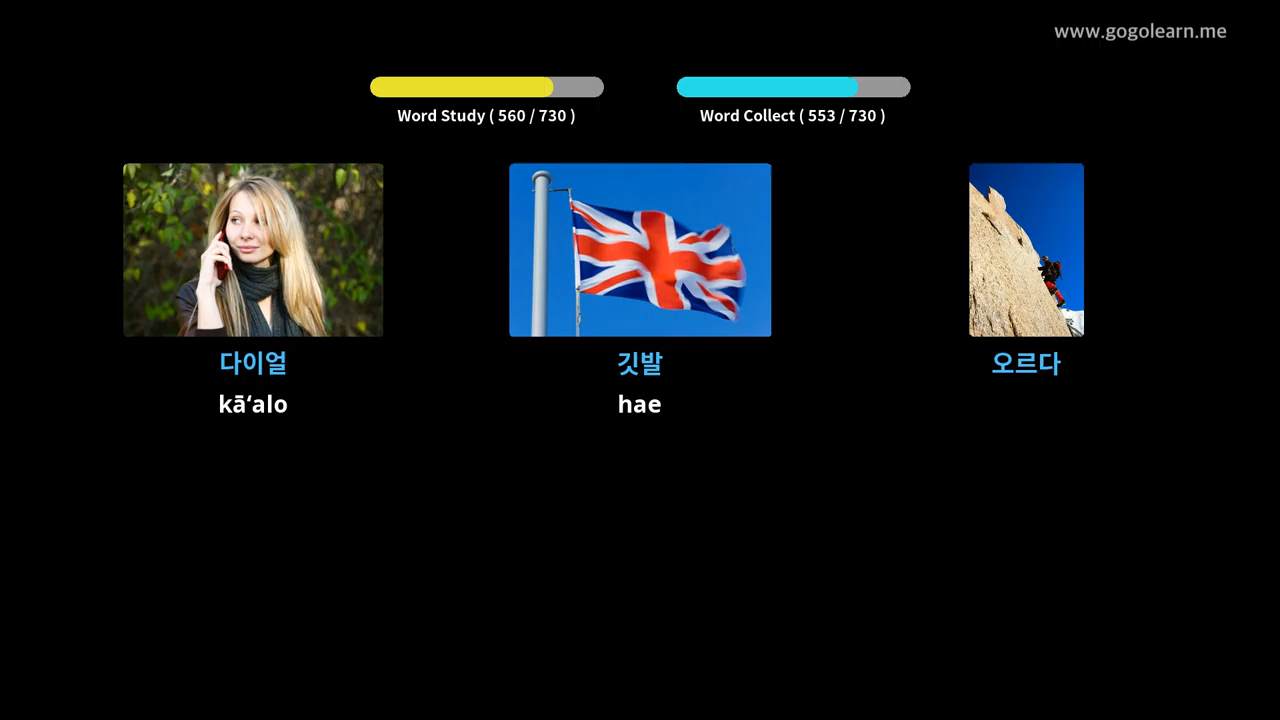 www.gogolearn.me
Word Study ( 560 / 730 )
Word Collect ( 553 / 730 )
다이얼
kāʻalo
깃발
hae
오르다